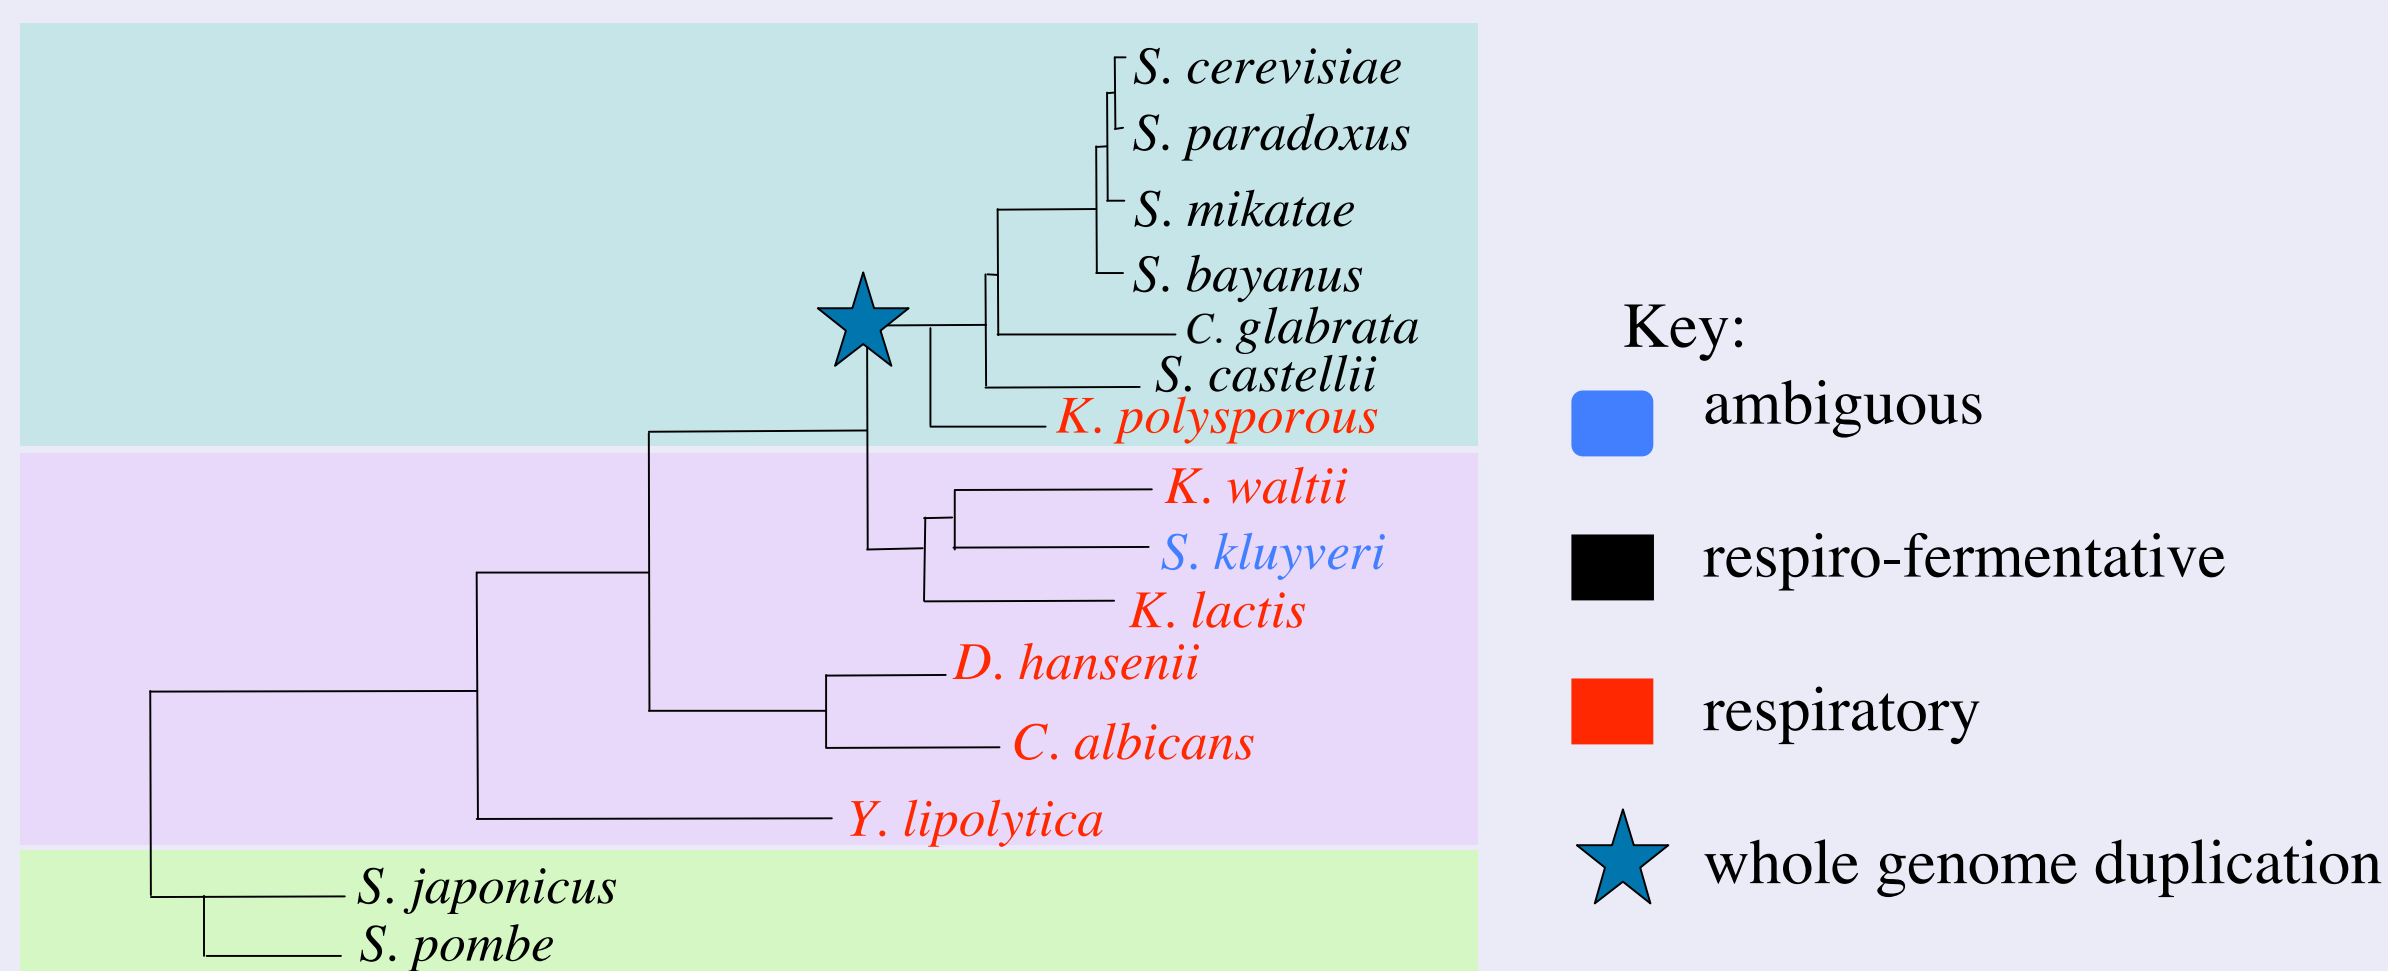 S. cerevisiae
S. paradoxus
S. mikatae
S. bayanus
C. glabrata
S. castellii
K. polysporous
K. waltii
S. kluyveri
K. lactis
D. hansenii
C. albicans
Y. lipolytica
S. japonicus
S. pombe
Key:
ambiguous
respiro-fermentative
respiratory
whole genome duplication